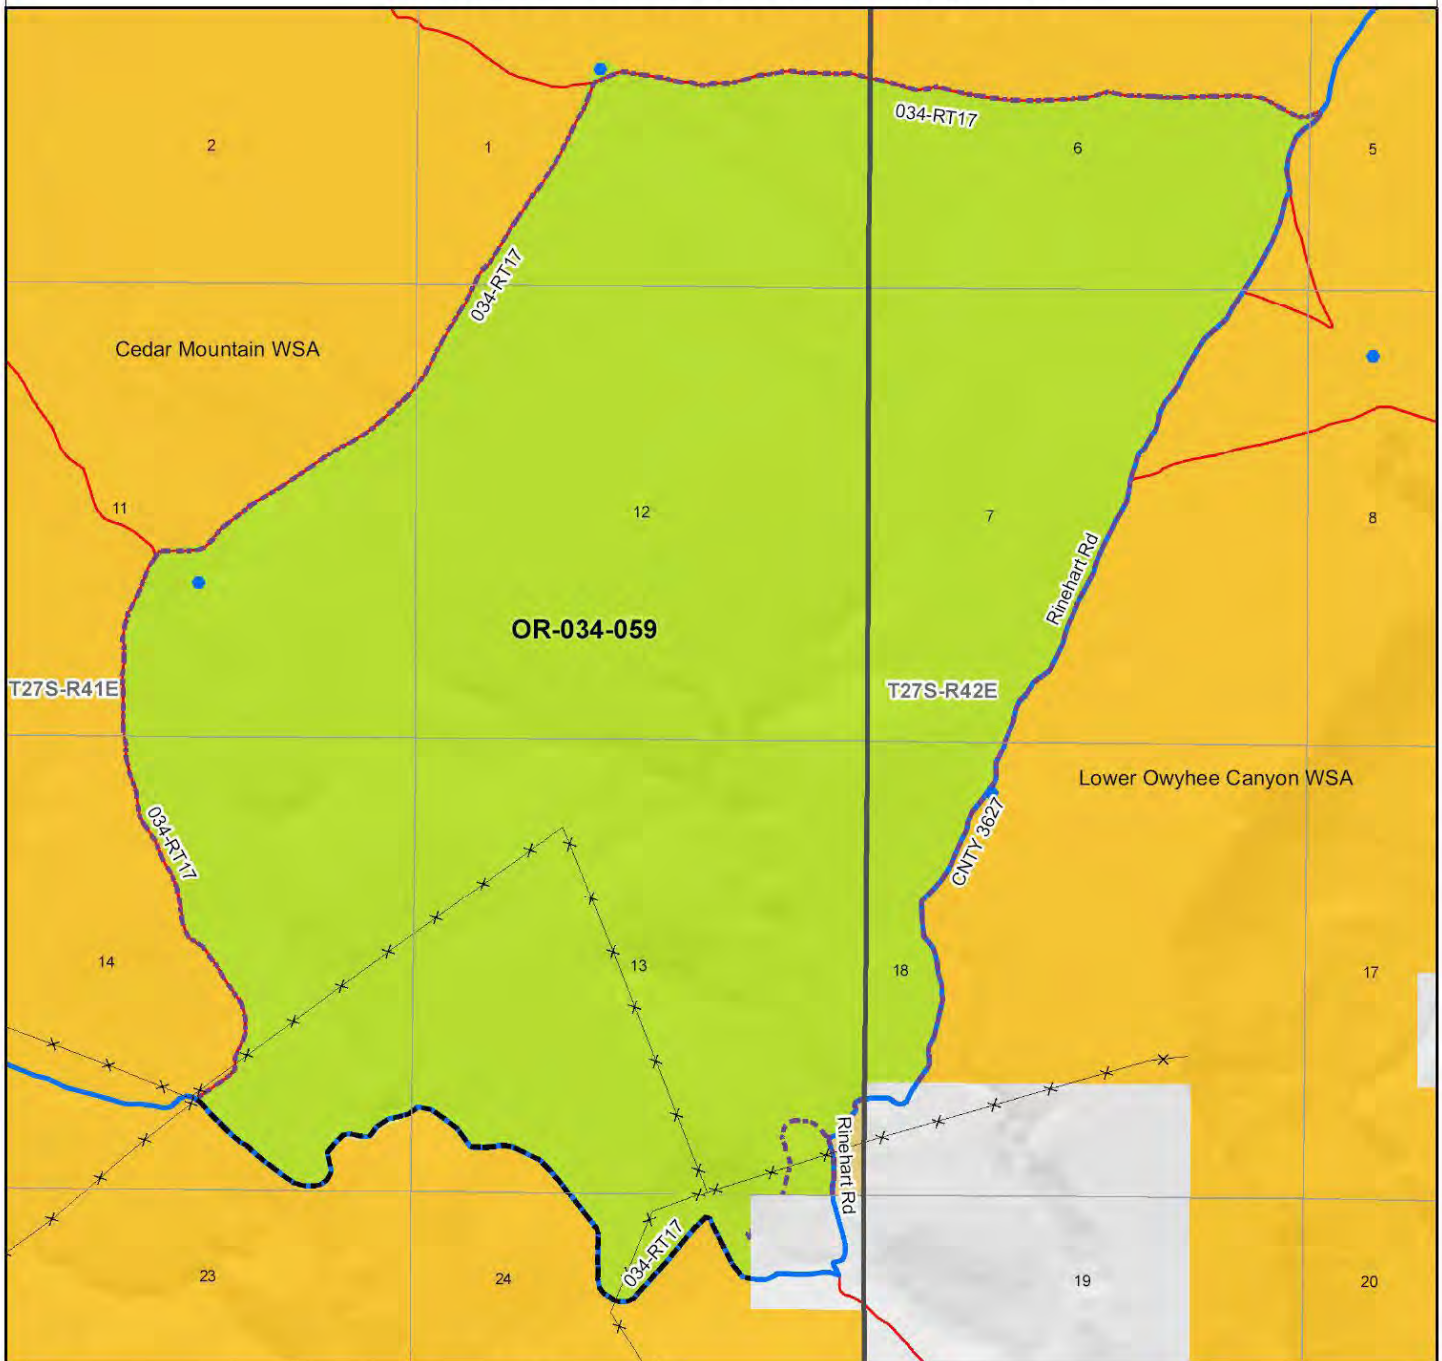 034-RT17
2
1
6
5
034-RT17
Cedar Mountain WSA
11
12
7
8
Rinehart Rd
OR-034-059
T27S-R41E
T27S-R42E
Lower Owyhee Canyon WSA
034-RT17
CNTY 3627
14
13
18
17
Rinehart Rd
034-RT17
23
24
19
20